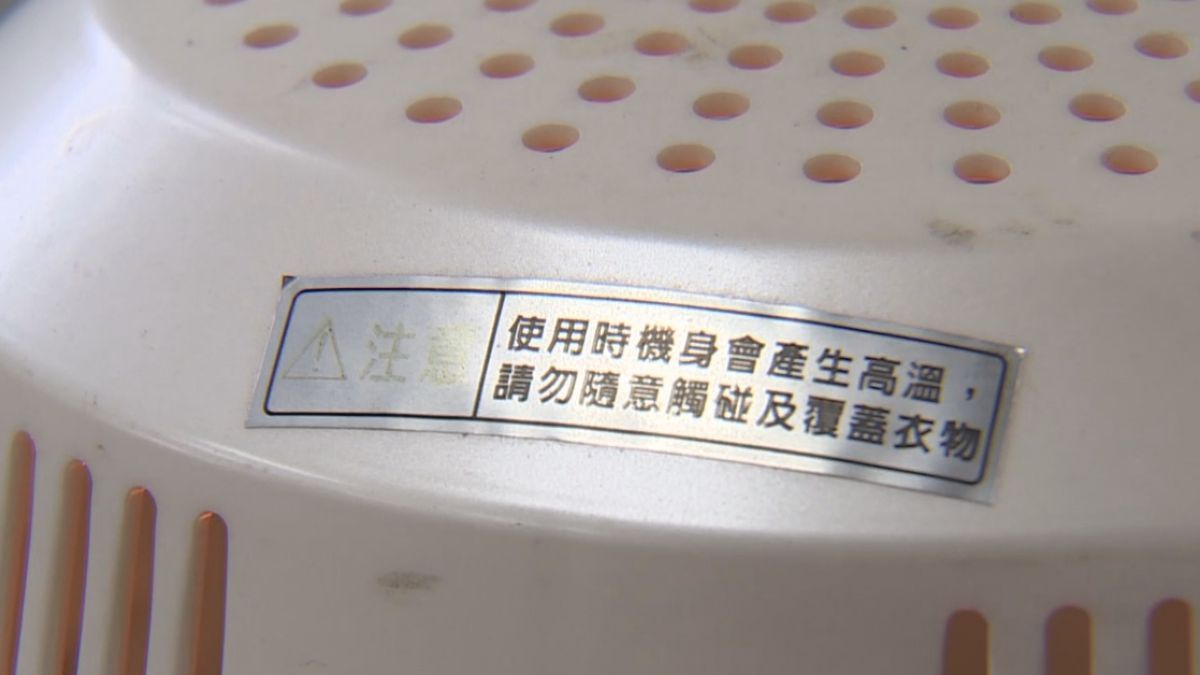 注意
使用時機身會產生高溫，
請勿隨意觸碰及覆蓋衣物